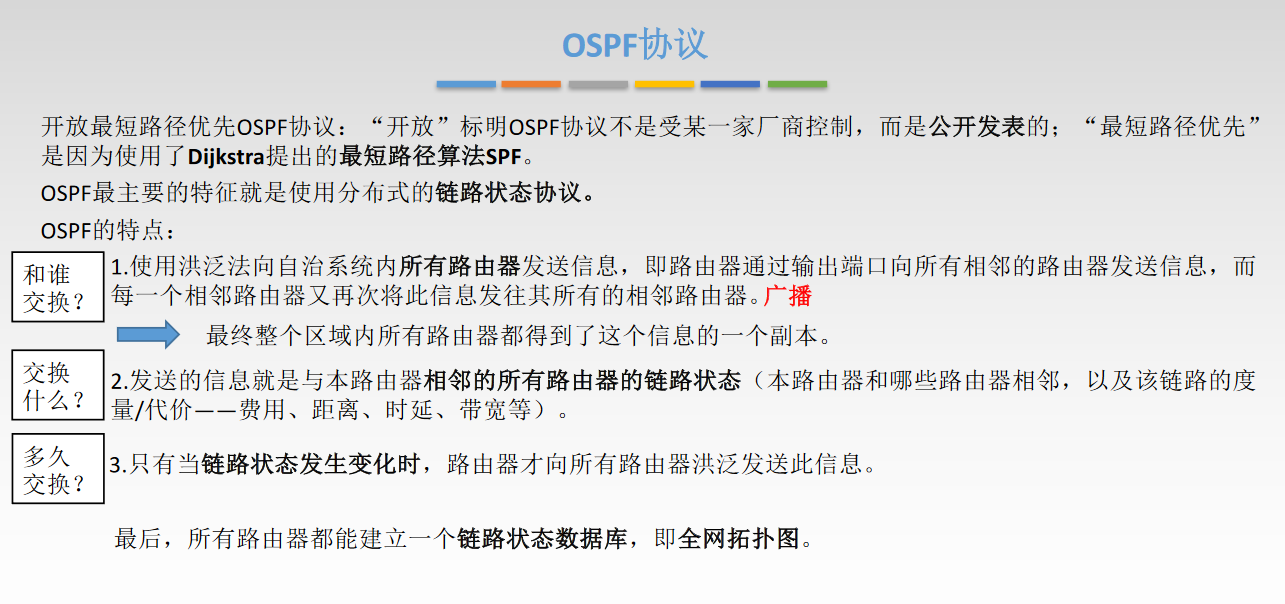 OSPF协议
开放最短路径优先OSPF协议：“开放”标明OSPF协议不是受某一家厂商控制，而是公开发表的；“最短路径优先”
是因为使用了Dijkstra提出的最短路径算法SPF。
OSPF最主要的特征就是使用分布式的链路状态协议。
OSPF的特点：
和谁
交换？
1.使用洪泛法向自治系统内所有路由器发送信息，即路由器通过输出端口向所有相邻的路由器发送信息，而
每一个相邻路由器又再次将此信息发往其所有的相邻路由器。广播
最终整个区域内所有路由器都得到了这个信息的一个副本。
交换
什么？
2.发送的信息就是与本路由器相邻的所有路由器的链路状态（本路由器和哪些路由器相邻，以及该链路的度
量/代价——费用、距离、时延、带宽等）。
多久
交换？
3.只有当链路状态发生变化时，路由器才向所有路由器洪泛发送此信息。
最后，所有路由器都能建立一个链路状态数据库，即全网拓扑图。